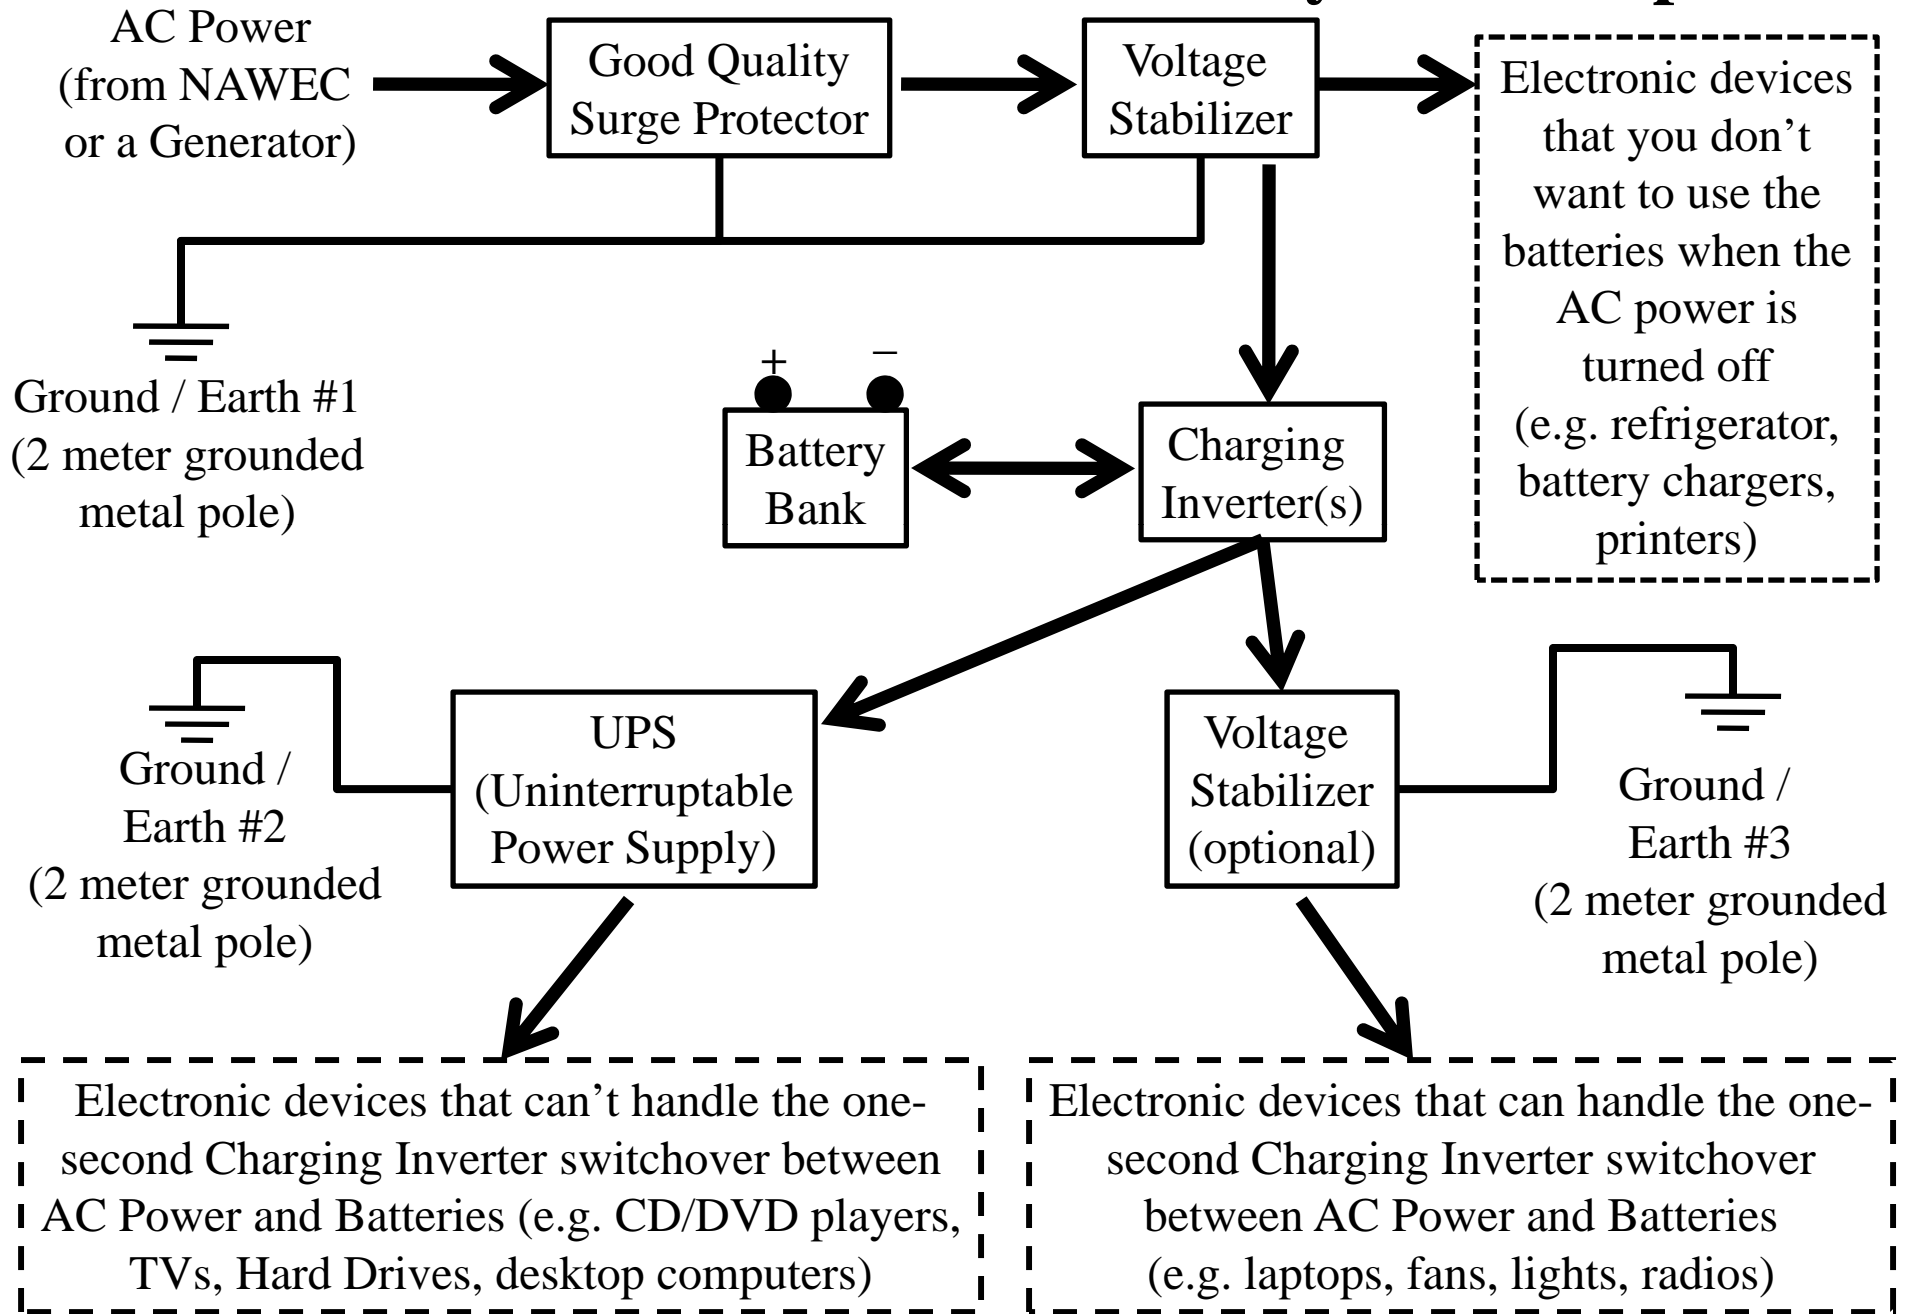 AC Power
(from NAWEC
or a Generator)
Good Quality
Surge Protector
Voltage
Stabilizer
Electronic devices
that you don’t
want to use the
batteries when the
AC power is
turned off
(e.g. refrigerator,
battery chargers,
printers)
Ground / Earth #1
(2 meter grounded
metal pole)
+ −
Battery
Bank
Charging
Inverter(s)
Ground /
Earth #2
(2 meter grounded
metal pole)
UPS
(Uninterruptable
Power Supply)
Voltage
Stabilizer
(optional)
Ground /
Earth #3
(2 meter grounded
metal pole)
Electronic devices that can’t handle the one-
second Charging Inverter switchover between
AC Power and Batteries (e.g. CD/DVD players,
TVs, Hard Drives, desktop computers)
Electronic devices that can handle the one-
second Charging Inverter switchover
between AC Power and Batteries
(e.g. laptops, fans, lights, radios)